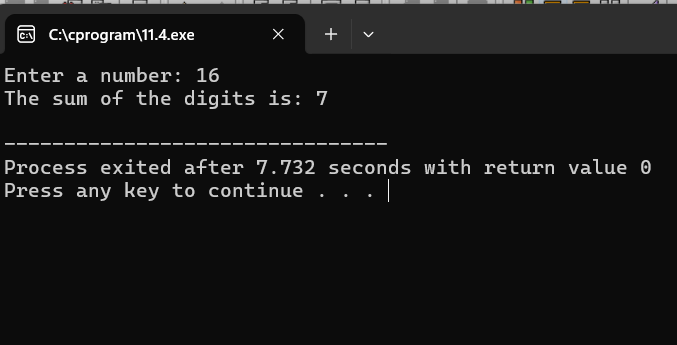 C:\cprogram\11.4.exe
Enter a number: 16
The sum of the digits is: 7
--------------------------------
Process exited after 7.732 seconds with return value 0
Press any key to continue . . .